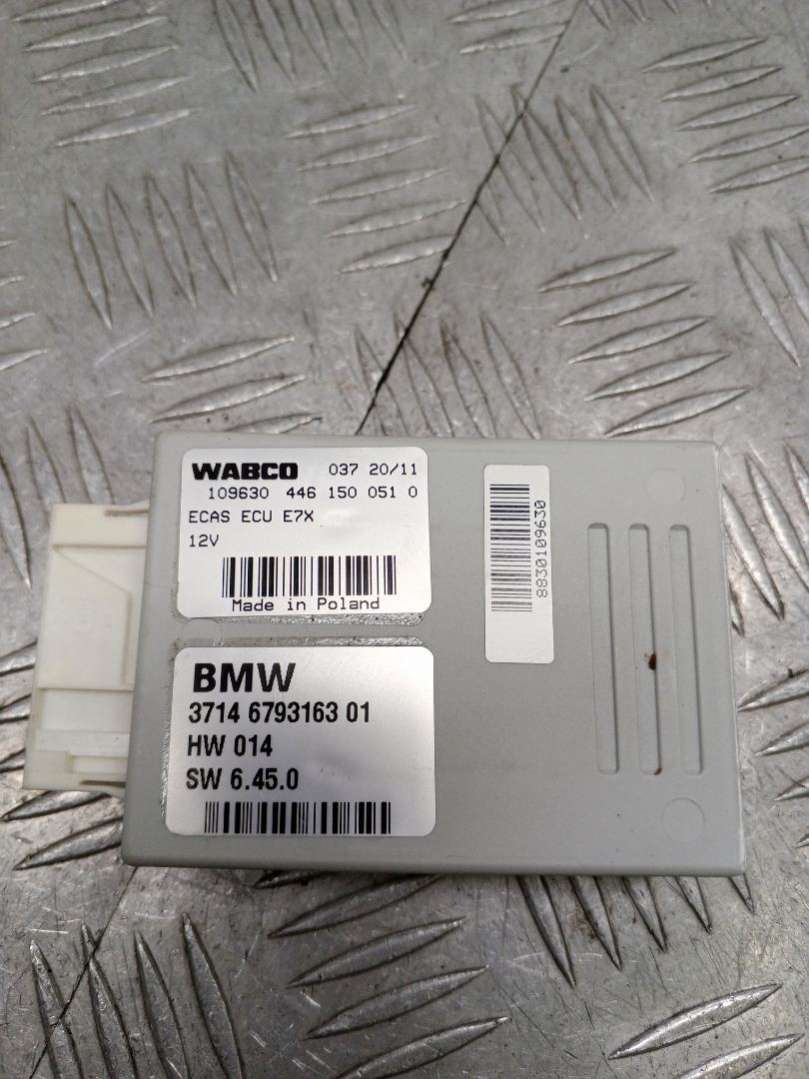 WABCO 037 20/11
109630 446 150 051 0
ECAS ECU E7X
12V
Made in Poland
8830109630
BMW
3714 6793163 01
HW 014
SW 6.45.0